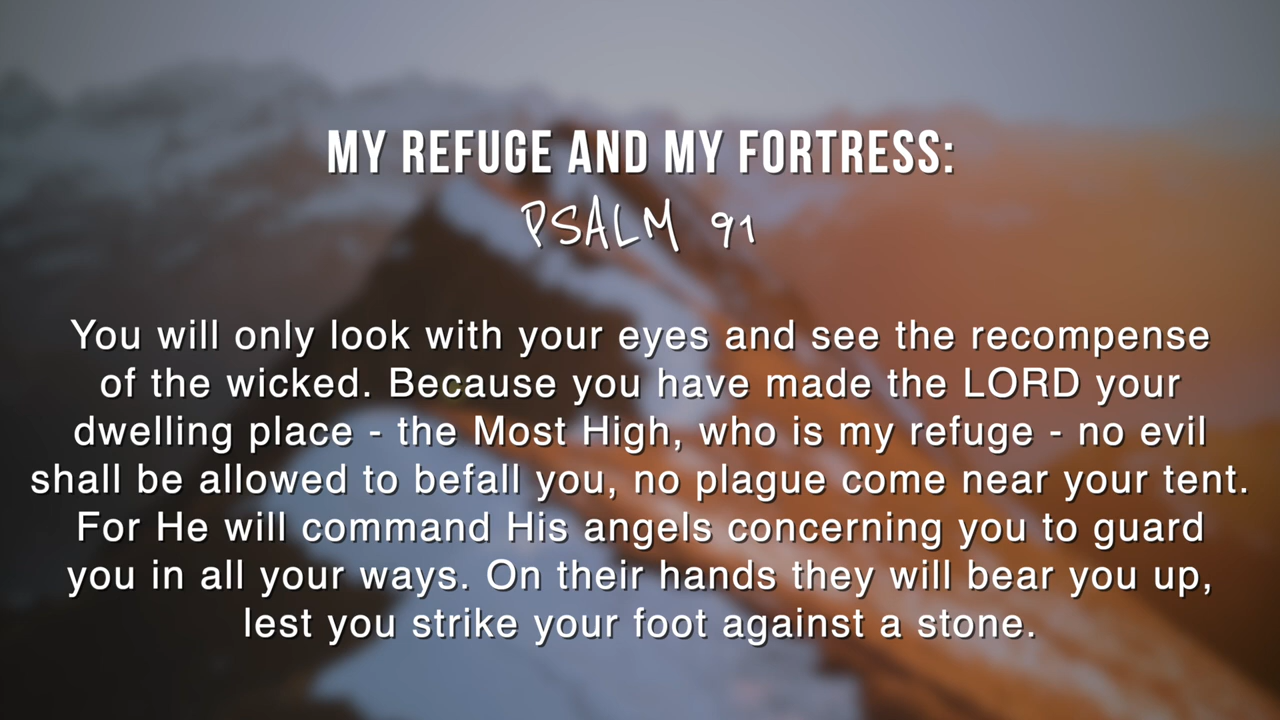 MY REFUGE AND MY FORTRESS:
PSALM 91
You will only look with your eyes and see the recompense
of the wicked. Because you have made the LORD your
dwelling place - the Most High, who is my refuge - no evil
shall be allowed to befall you, no plague come near your tent.
For He will command His angels concerning you to guard
you in all your ways. On their hands they will bear you up,
lest you strike your foot against a stone.